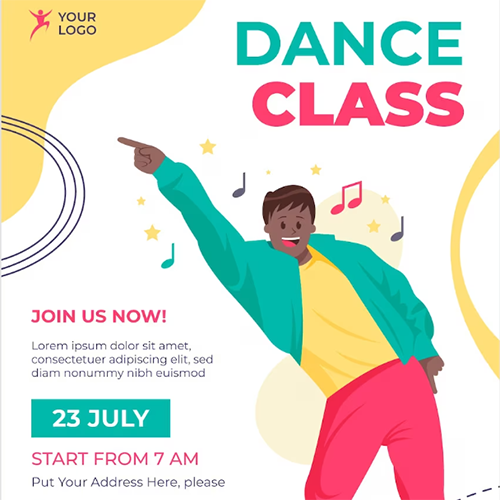 YOUR
LOGO
DANCE
CLASS
JOIN US NOW!
Lorem ipsum dolor sit amet,
consectetuer adipiscing elit, sed
diam nonummy nibh euismod
23 JULY
START FROM 7 AM
Put Your Address Here, please